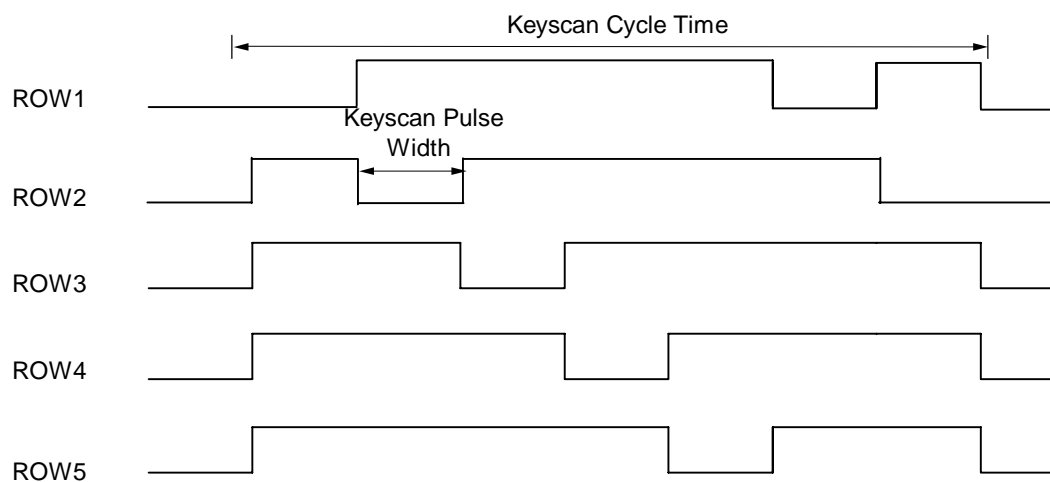 Keyscan Cycle Time
ROW1
Keyscan Pulse
Width
ROW2
ROW3
ROW4
ROW5